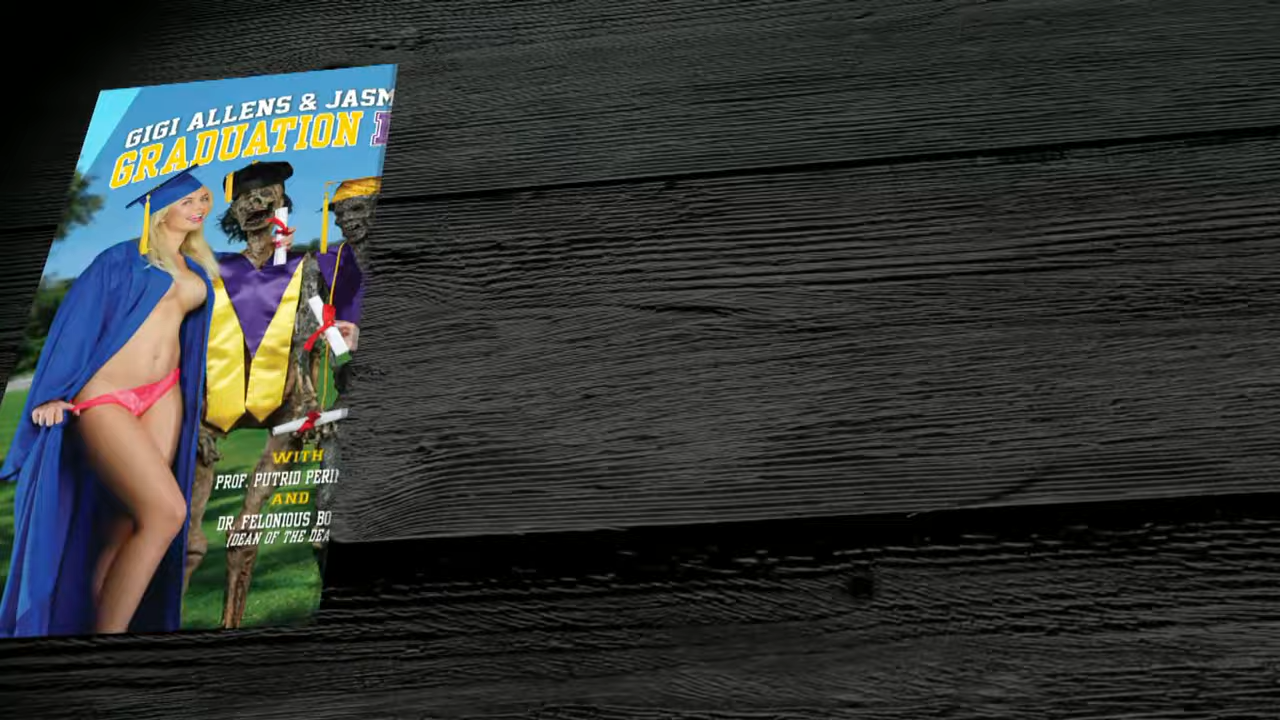 GIGI ALLENS & JASM
GRADUATION
WITH
PROF. PUTRID PERI
AND
DR. FELONIOUS BO
(DEAN OF THE DEA